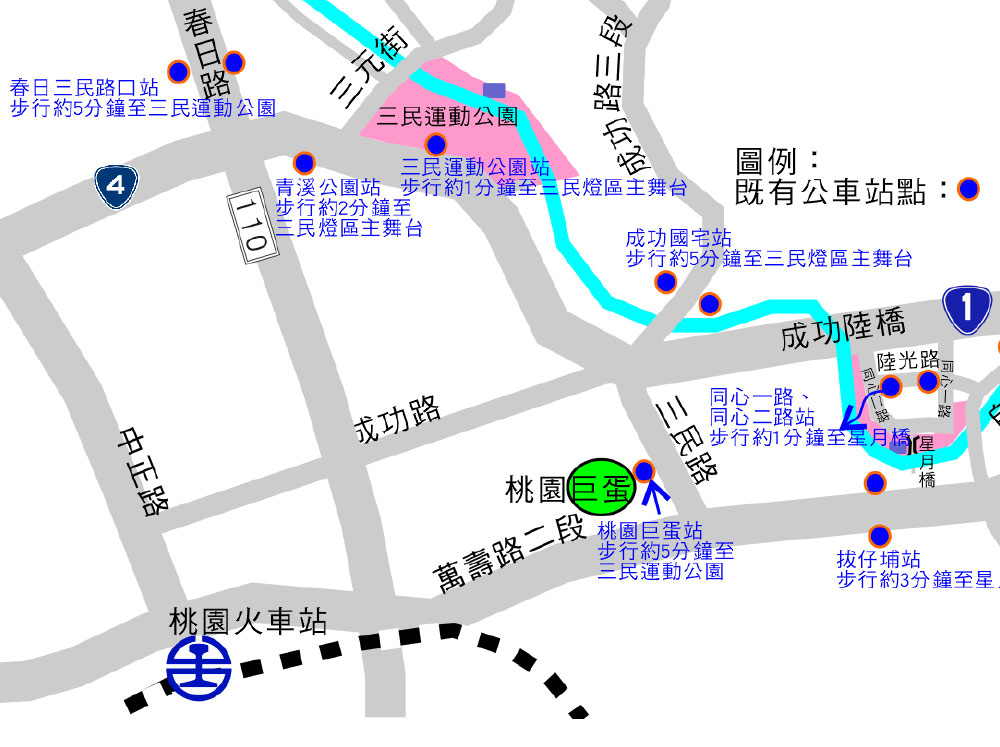 春日路
三元街
成功路三段
春日三民路口站
步行約5分鐘至三民運動公園
三民運動公園
三民運動公園站
步行約1分鐘至三民燈區主舞台
圖例：
既有公車站點：
4
青溪公園站
步行約2分鐘至
三民燈區主舞台
110
成功國宅站
步行約5分鐘至三民燈區主舞台
1
成功陸橋
陸光路
同心二路
同心一路
同心一路、
同心二路站
步行約1分鐘至星月橋
星月橋
成功路
三民路
中正路
桃園巨蛋
萬壽路二段
桃園巨蛋站
步行約5分鐘至
三民運動公園
拔仔埔站
步行約3分鐘至星
桃園火車站